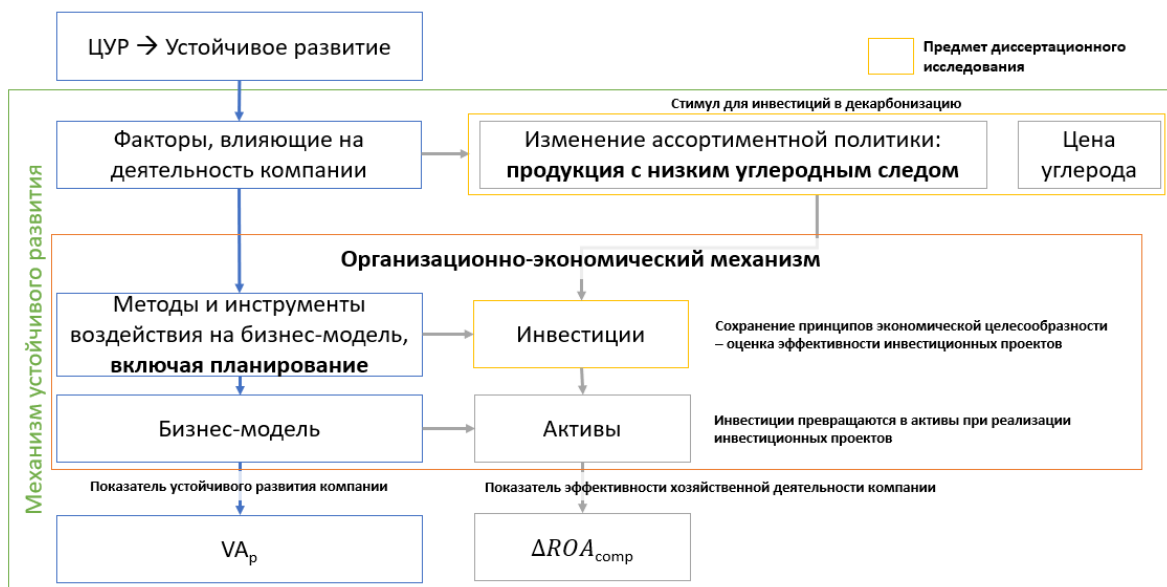 ЦУР → Устойчивое развитие
Предмет диссертационного
исследования
Стимул для инвестиций в декарбонизацию
Факторы, влияющие на
деятельность компании
Изменение ассортиментной политики:
продукция с низким углеродным следом
Цена
углерода
Механизм устойчивого развития
Организационно-экономический механизм
Методы и инструменты
воздействия на бизнес-модель,
включая планирование
Инвестиции
Сохранение принципов экономической целесообразности
– оценка эффективности инвестиционных проектов
Бизнес-модель
Активы
Инвестиции превращаются в активы при реализации
инвестиционных проектов
Показатель устойчивого развития компании
Показатель эффективности хозяйственной деятельности компании
VAp
ΔROAcomp